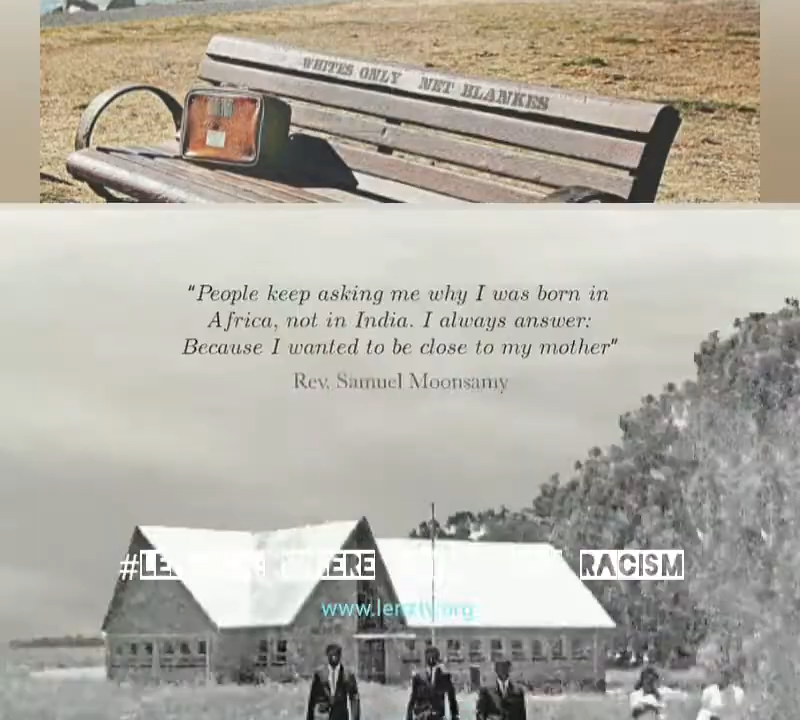 WHITES ONLY NET BLANKES
"People keep asking me why I was born in
Africa, not in India. I always answer:
Because I wanted to be close to my mother"
Rev. Samuel Moonsamy
RACISM